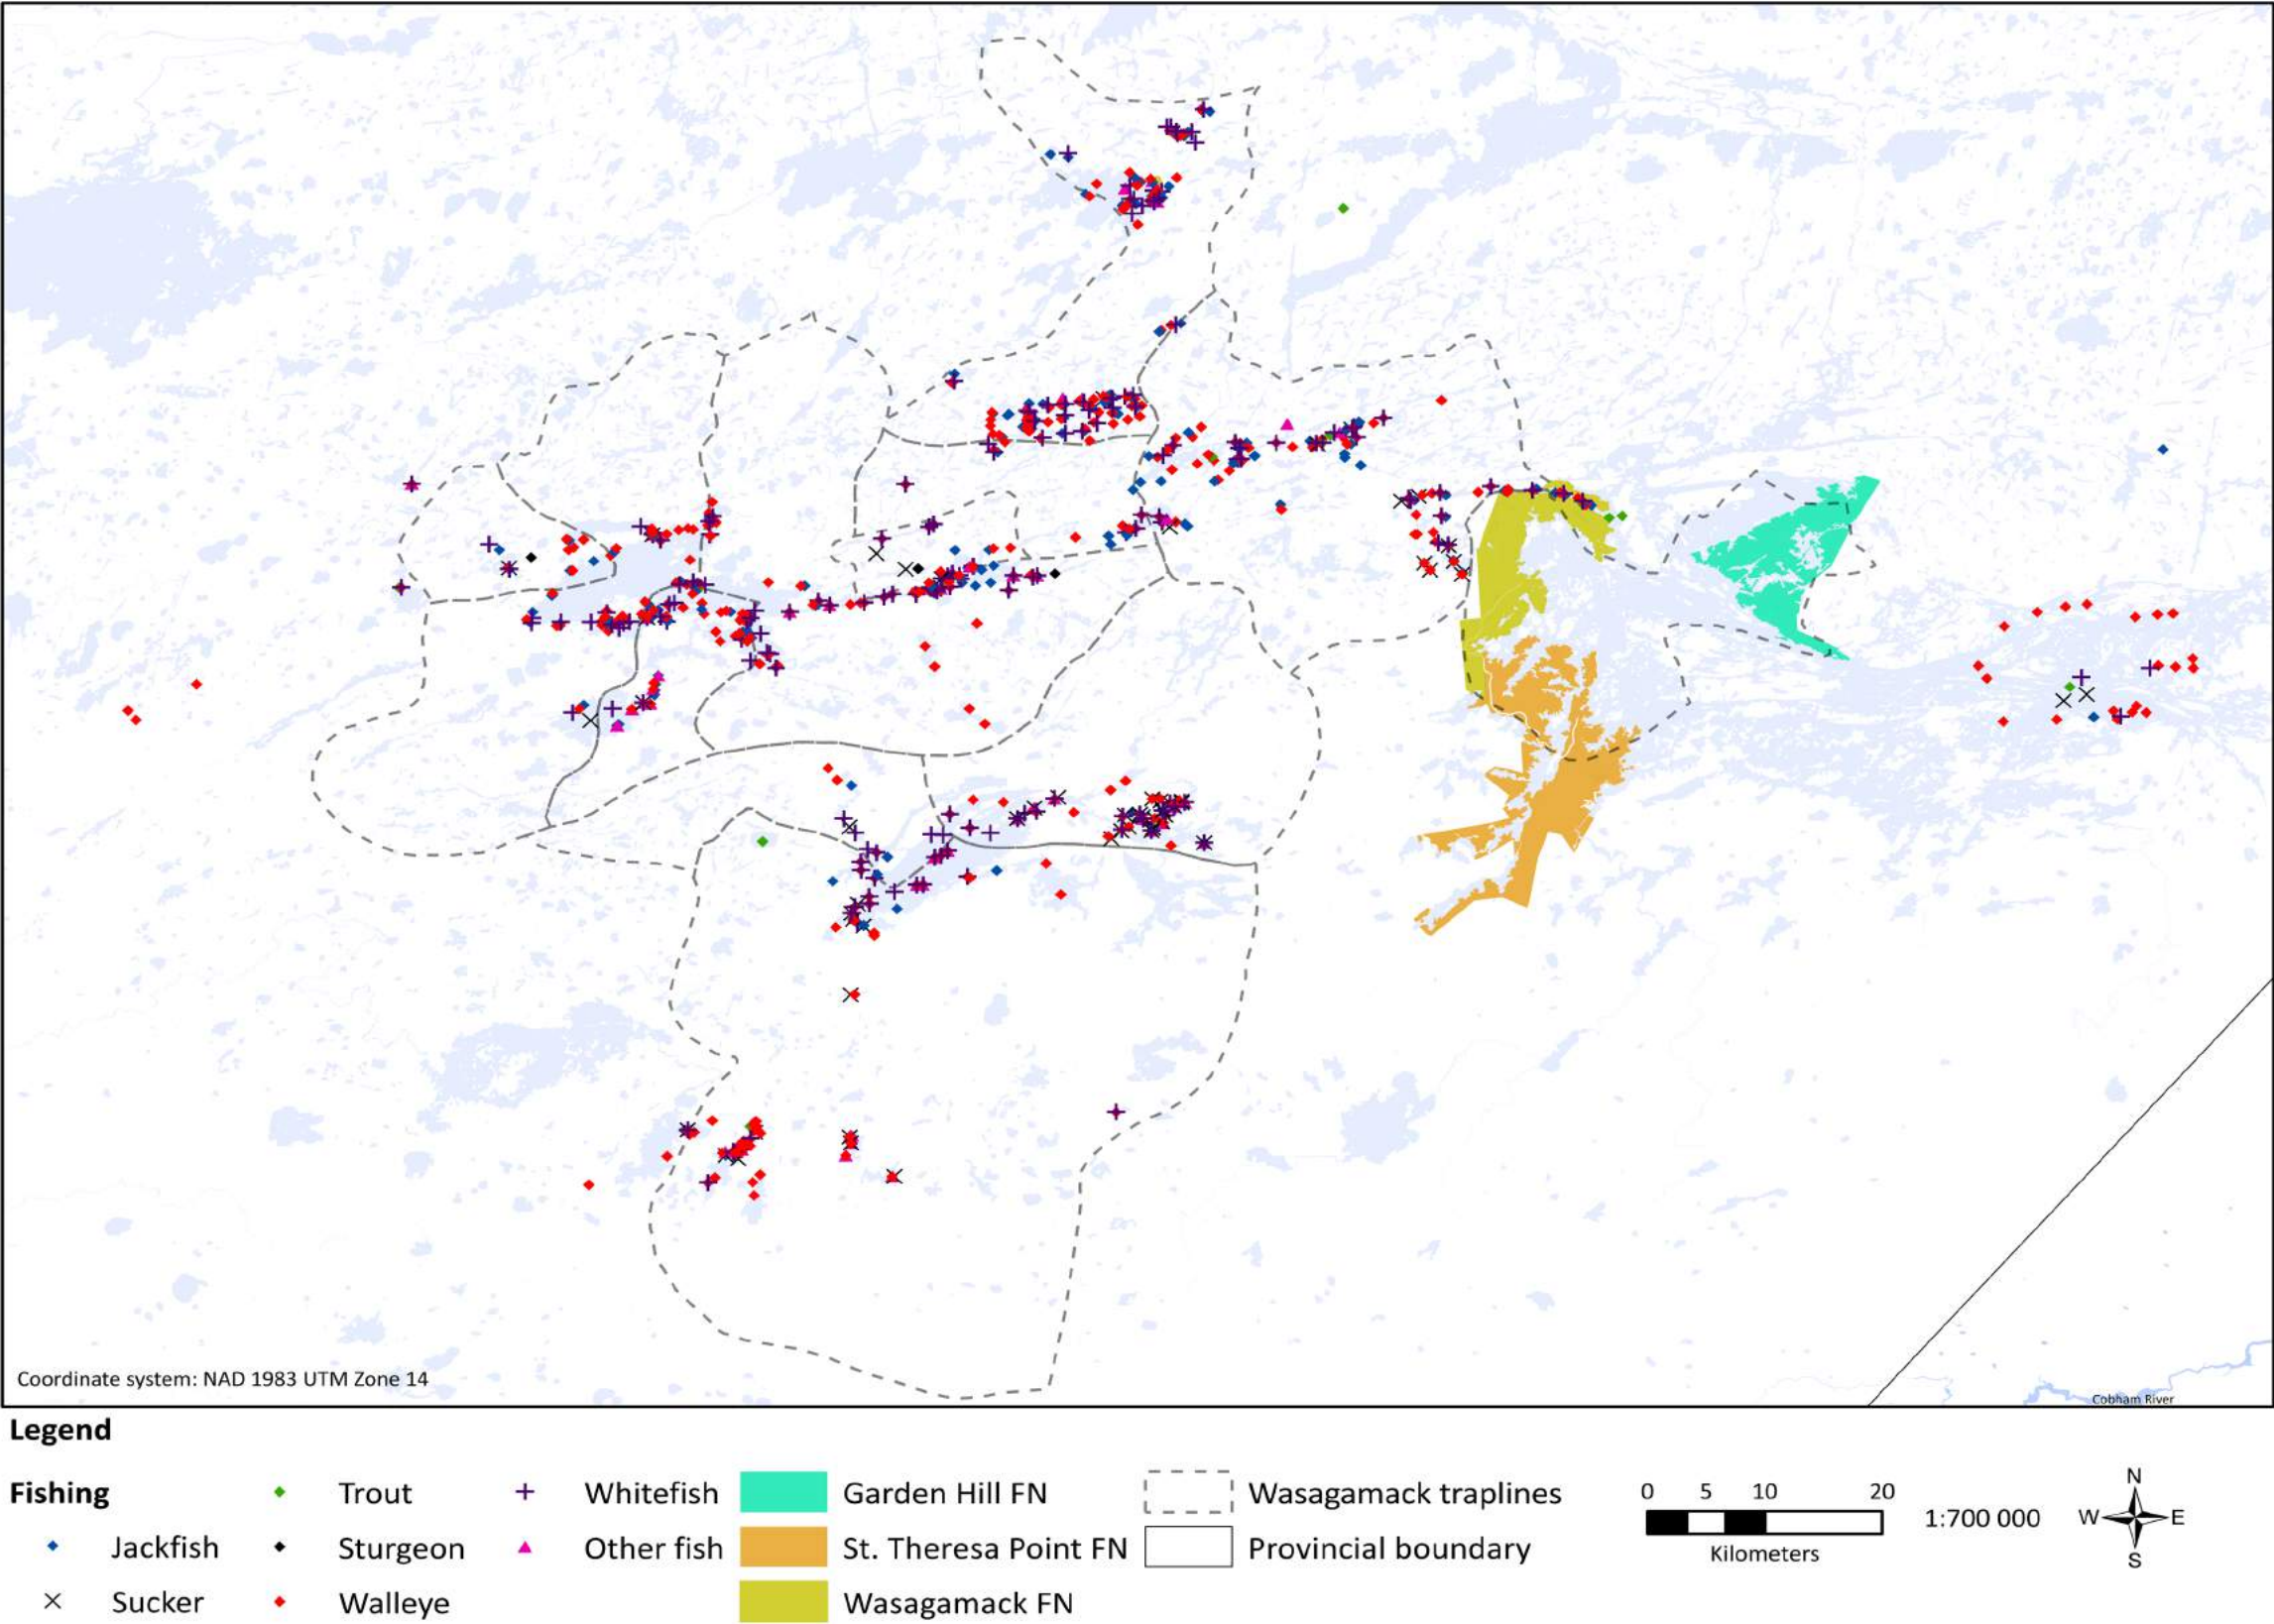 Coordinate system: NAD 1983 UTM Zone 14
Cobham River
Legend
Fishing
Jackfish
Sucker
Trout
Sturgeon
Walleye
Whitefish
Other fish
Garden Hill FN
St. Theresa Point FN
Wasagamack FN
Wasagamack traplines
Provincial boundary
0 5 10 20
Kilometers
1:700 000
N
W E
S